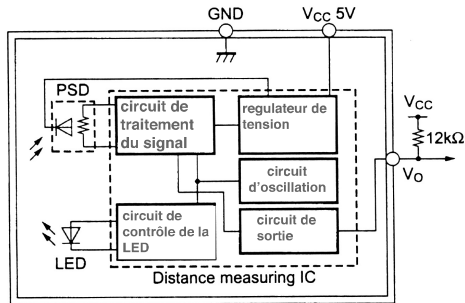 GND
VCC 5V
PSD
circuit de
traitement
du signal
regulateur de
tension
VCC
12kΩ
VO
circuit
d'oscillation
circuit de
contrôle de la
LED
circuit de
sortie
LED
Distance measuring IC